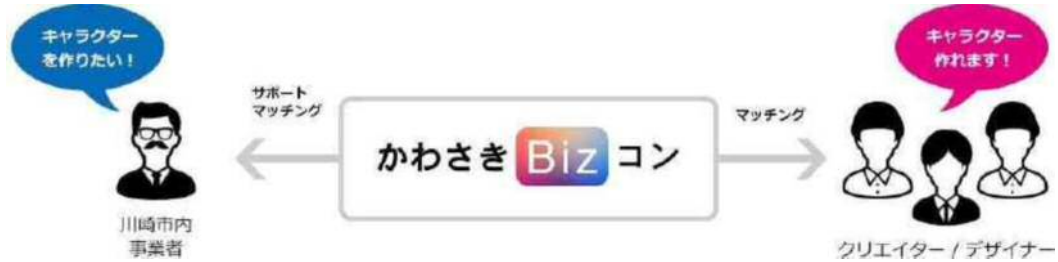 キャラクター
を作りたい！
サポート
マッチング
川崎市内
事業者
かわさきBizコン
マッチング
キャラクター
作れます！
クリエイター / デザイナー